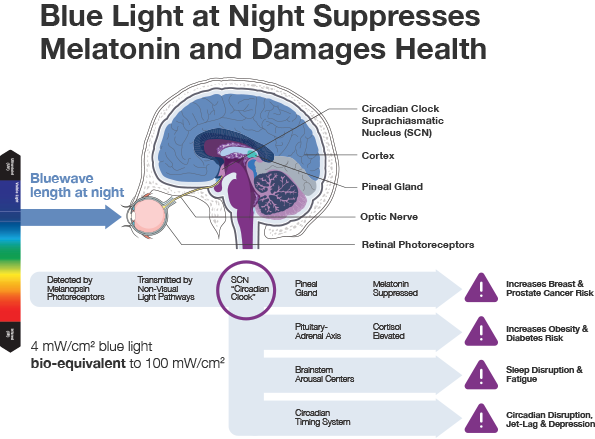 Blue Light at Night Suppresses
Melatonin and Damages Health
Circadian Clock
Suprachiasmatic
Nucleus (SCN)
Cortex
Pineal Gland
Optic Nerve
Retinal Photoreceptors
Bluewave
length at night
Detected by
Melanopsin
Photoreceptors
Transmitted by
Non-Visual
Light Pathways
SCN
"Circadian
Clook"
Pineal
Gland
Melatonin
Suppressed
Increases Breast &
Prostate Cancer Risk
Pituitary-
Adrenal Axis
Cortisol
Elevated
Increases Obesity &
Diabetes Risk
Brainstem
Arousal Centers
Sleep Disruption &
Fatigue
Circadian
Timing System
Circadian Disruption,
Jet-Lag & Depression
4 mW/cm² blue light
bio-equivalent to 100 mW/cm²